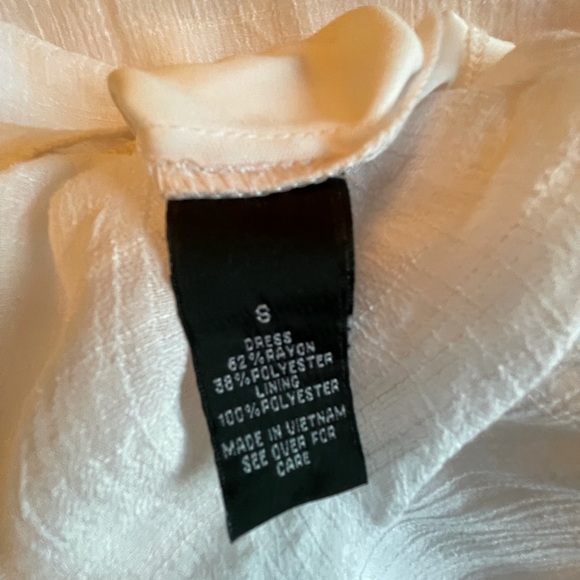 S
DRESS
62%RAYON
38%POLYESTER
LINING
100%POLYESTER
MADE IN VIETNAM
SEE OVER FOR
CARE